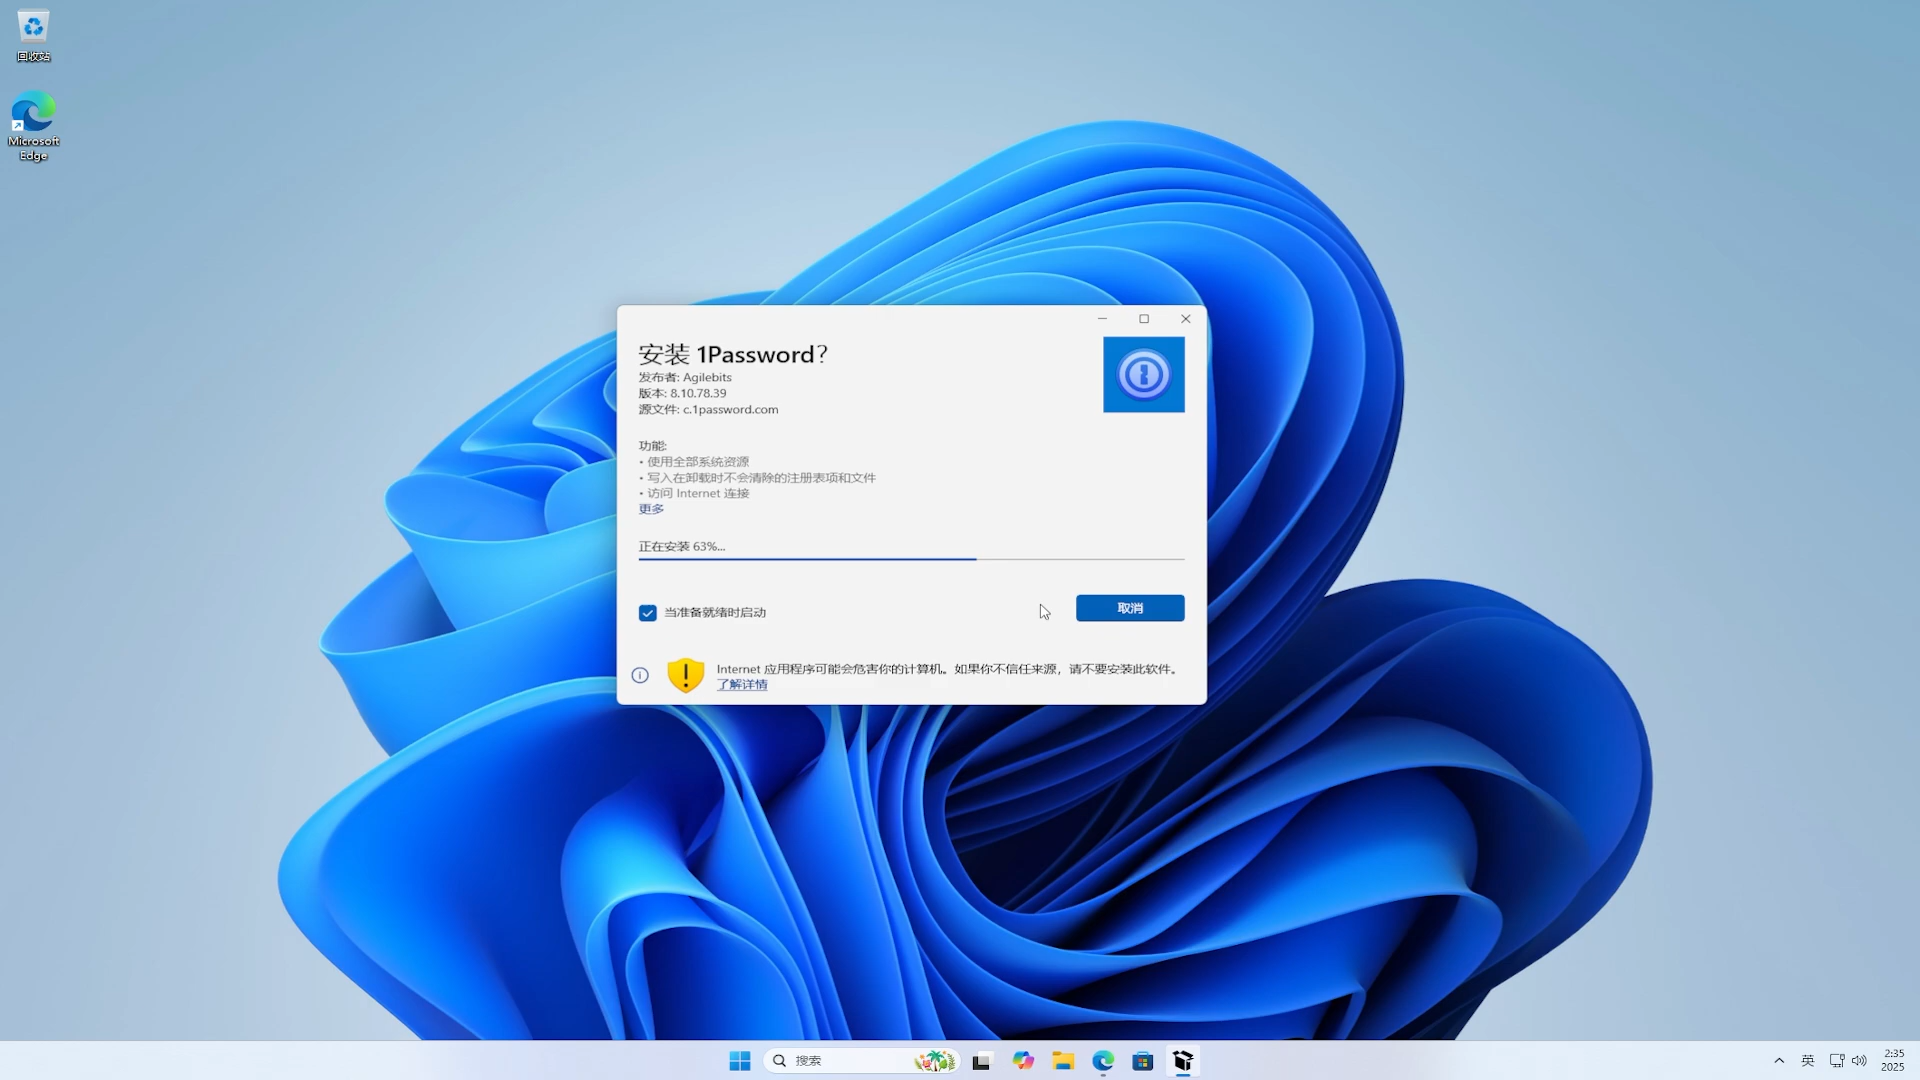 回收站
Microsoft
Edge
安装 1Password？
发布者: Agilebits
版本: 8.10.78.39
源文件: c.1password.com
功能:
• 使用全部系统资源
• 写入在卸载时不会清除的注册表项和文件
• 访问 Internet 连接
更多
正在安装 63%...
当准备就绪时启动
取消
Internet 应用程序可能会危害你的计算机。如果你不信任来源，请不要安装此软件。
了解详情
搜索
英
2:35
2025